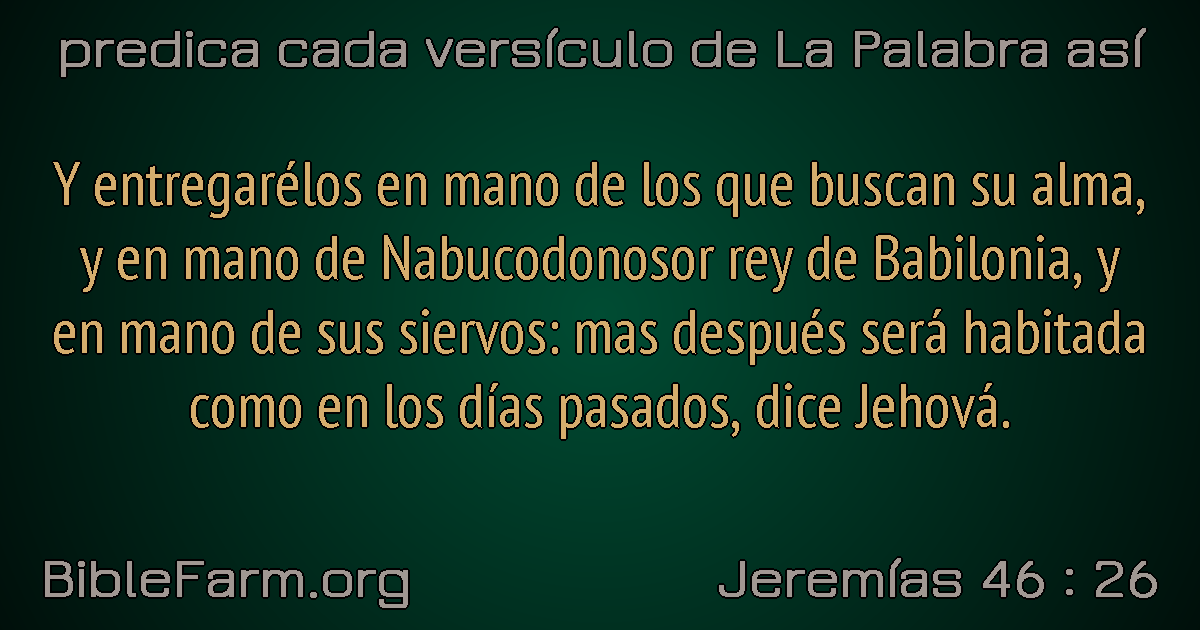 predica cada versículo de La Palabra así
Y entregarélos en mano de los que buscan su alma,
y en mano de Nabucodonosor rey de Babilonia, y
en mano de sus siervos: mas después será habitada
como en los días pasados, dice Jehová.
BibleFarm.org
Jeremías 46 : 26